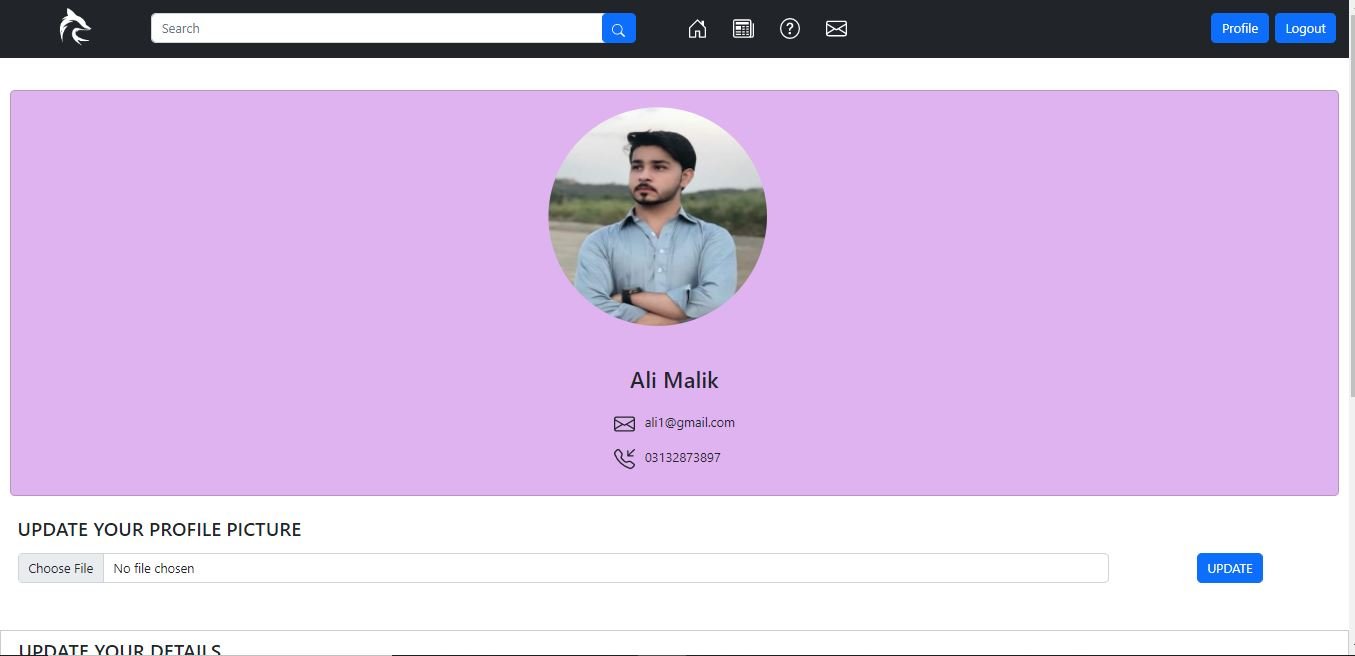 Search
Profile
Logout
Ali Malik
ali1@gmail.com
03132873897
UPDATE YOUR PROFILE PICTURE
Choose File No file chosen
UPDATE
UPDATE YOUR DETAILS